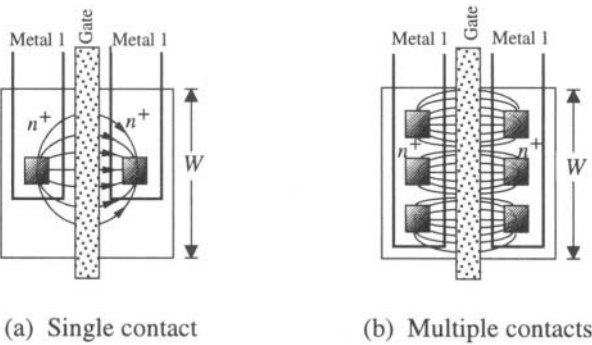 Gate
Metal 1 Metal 1
n+ n+
W
(a) Single contact
Gate
Metal 1 Metal 1
n+ n+
W
(b) Multiple contacts